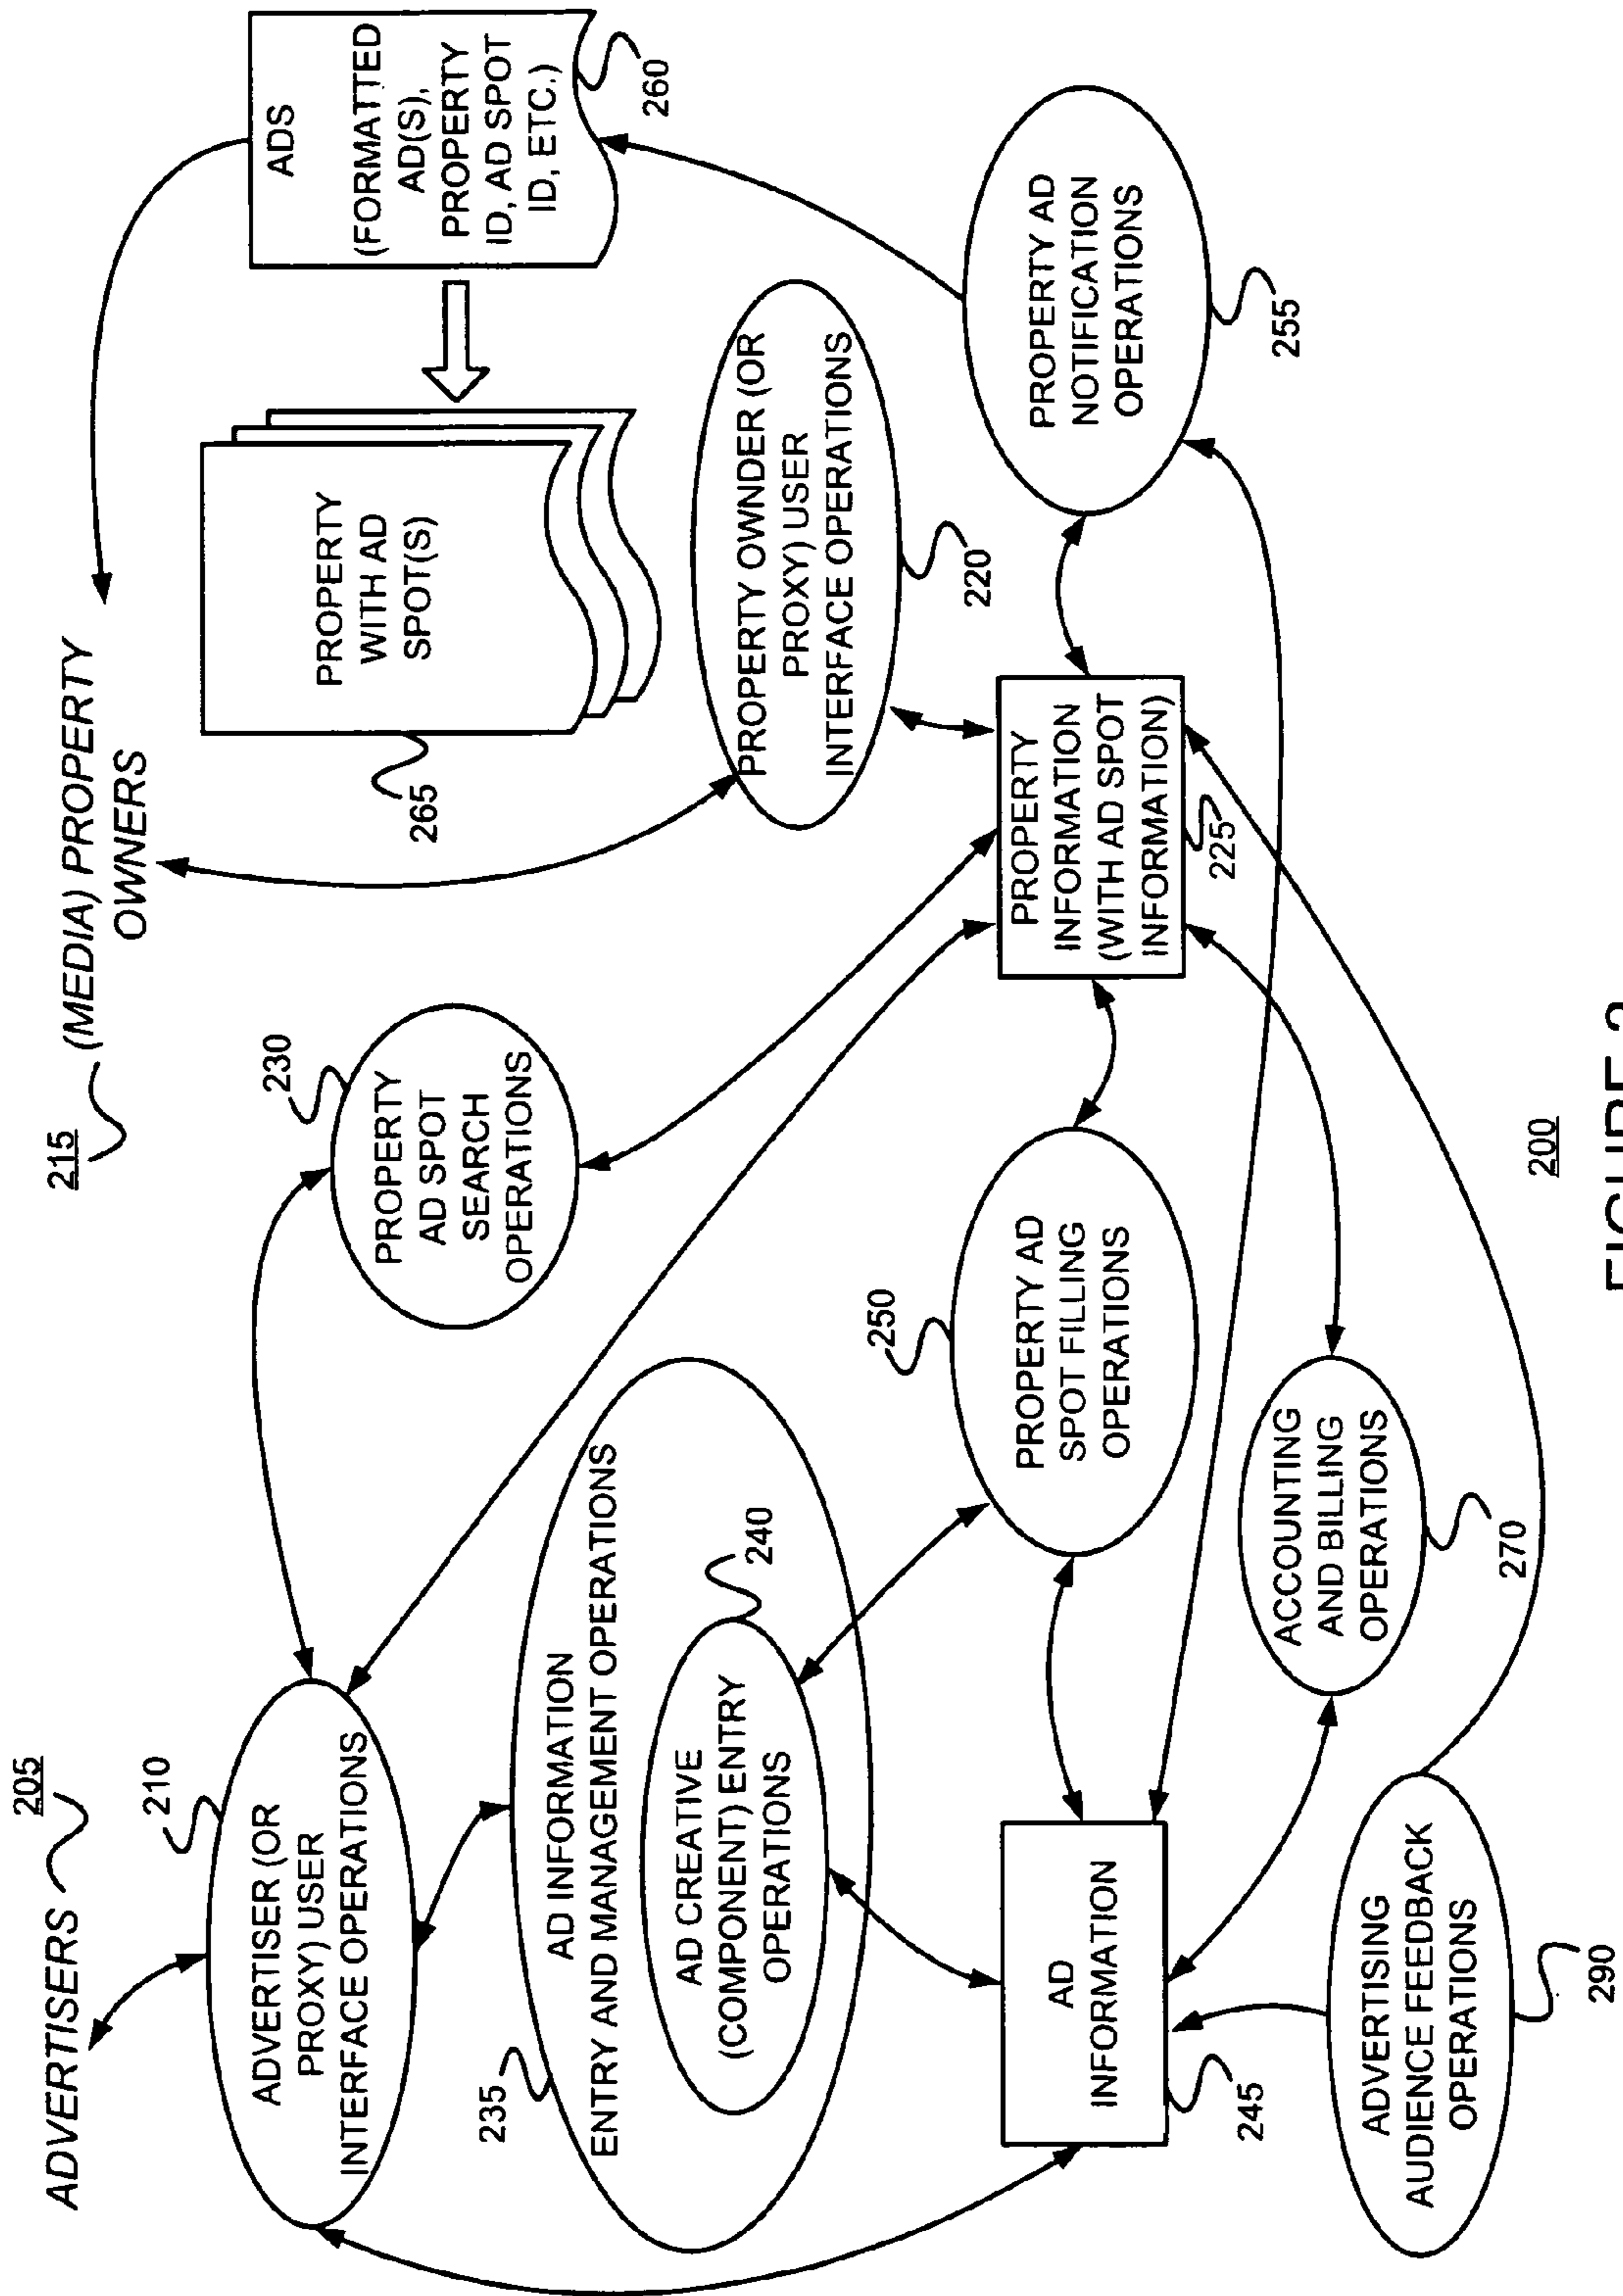 205
ADVERTISERS
210
ADVERTISER (OR
PROXY) USER
INTERFACE OPERATIONS
215
(MEDIA) PROPERTY
OWNERS
230
PROPERTY
AD SPOT
SEARCH
OPERATIONS
265
PROPERTY
WITH AD
SPOT(S)
ADS
(FORMATTED
AD(S),
PROPERTY
ID, AD SPOT
ID, ETC.)
260
235
AD INFORMATION
ENTRY AND MANAGEMENT OPERATIONS
240
AD CREATIVE
(COMPONENT) ENTRY
OPERATIONS
PROPERTY OWNDER (OR
PROXY) USER
INTERFACE OPERATIONS
220
250
PROPERTY AD
SPOT FILLING
OPERATIONS
PROPERTY
INFORMATION
(WITH AD SPOT
INFORMATION)
225
PROPERTY AD
NOTIFICATION
OPERATIONS
255
AD
INFORMATION
245
ACCOUNTING
AND BILLING
OPERATIONS
270
ADVERTISING
AUDIENCE FEEDBACK
OPERATIONS
290
200
FIGURE 2